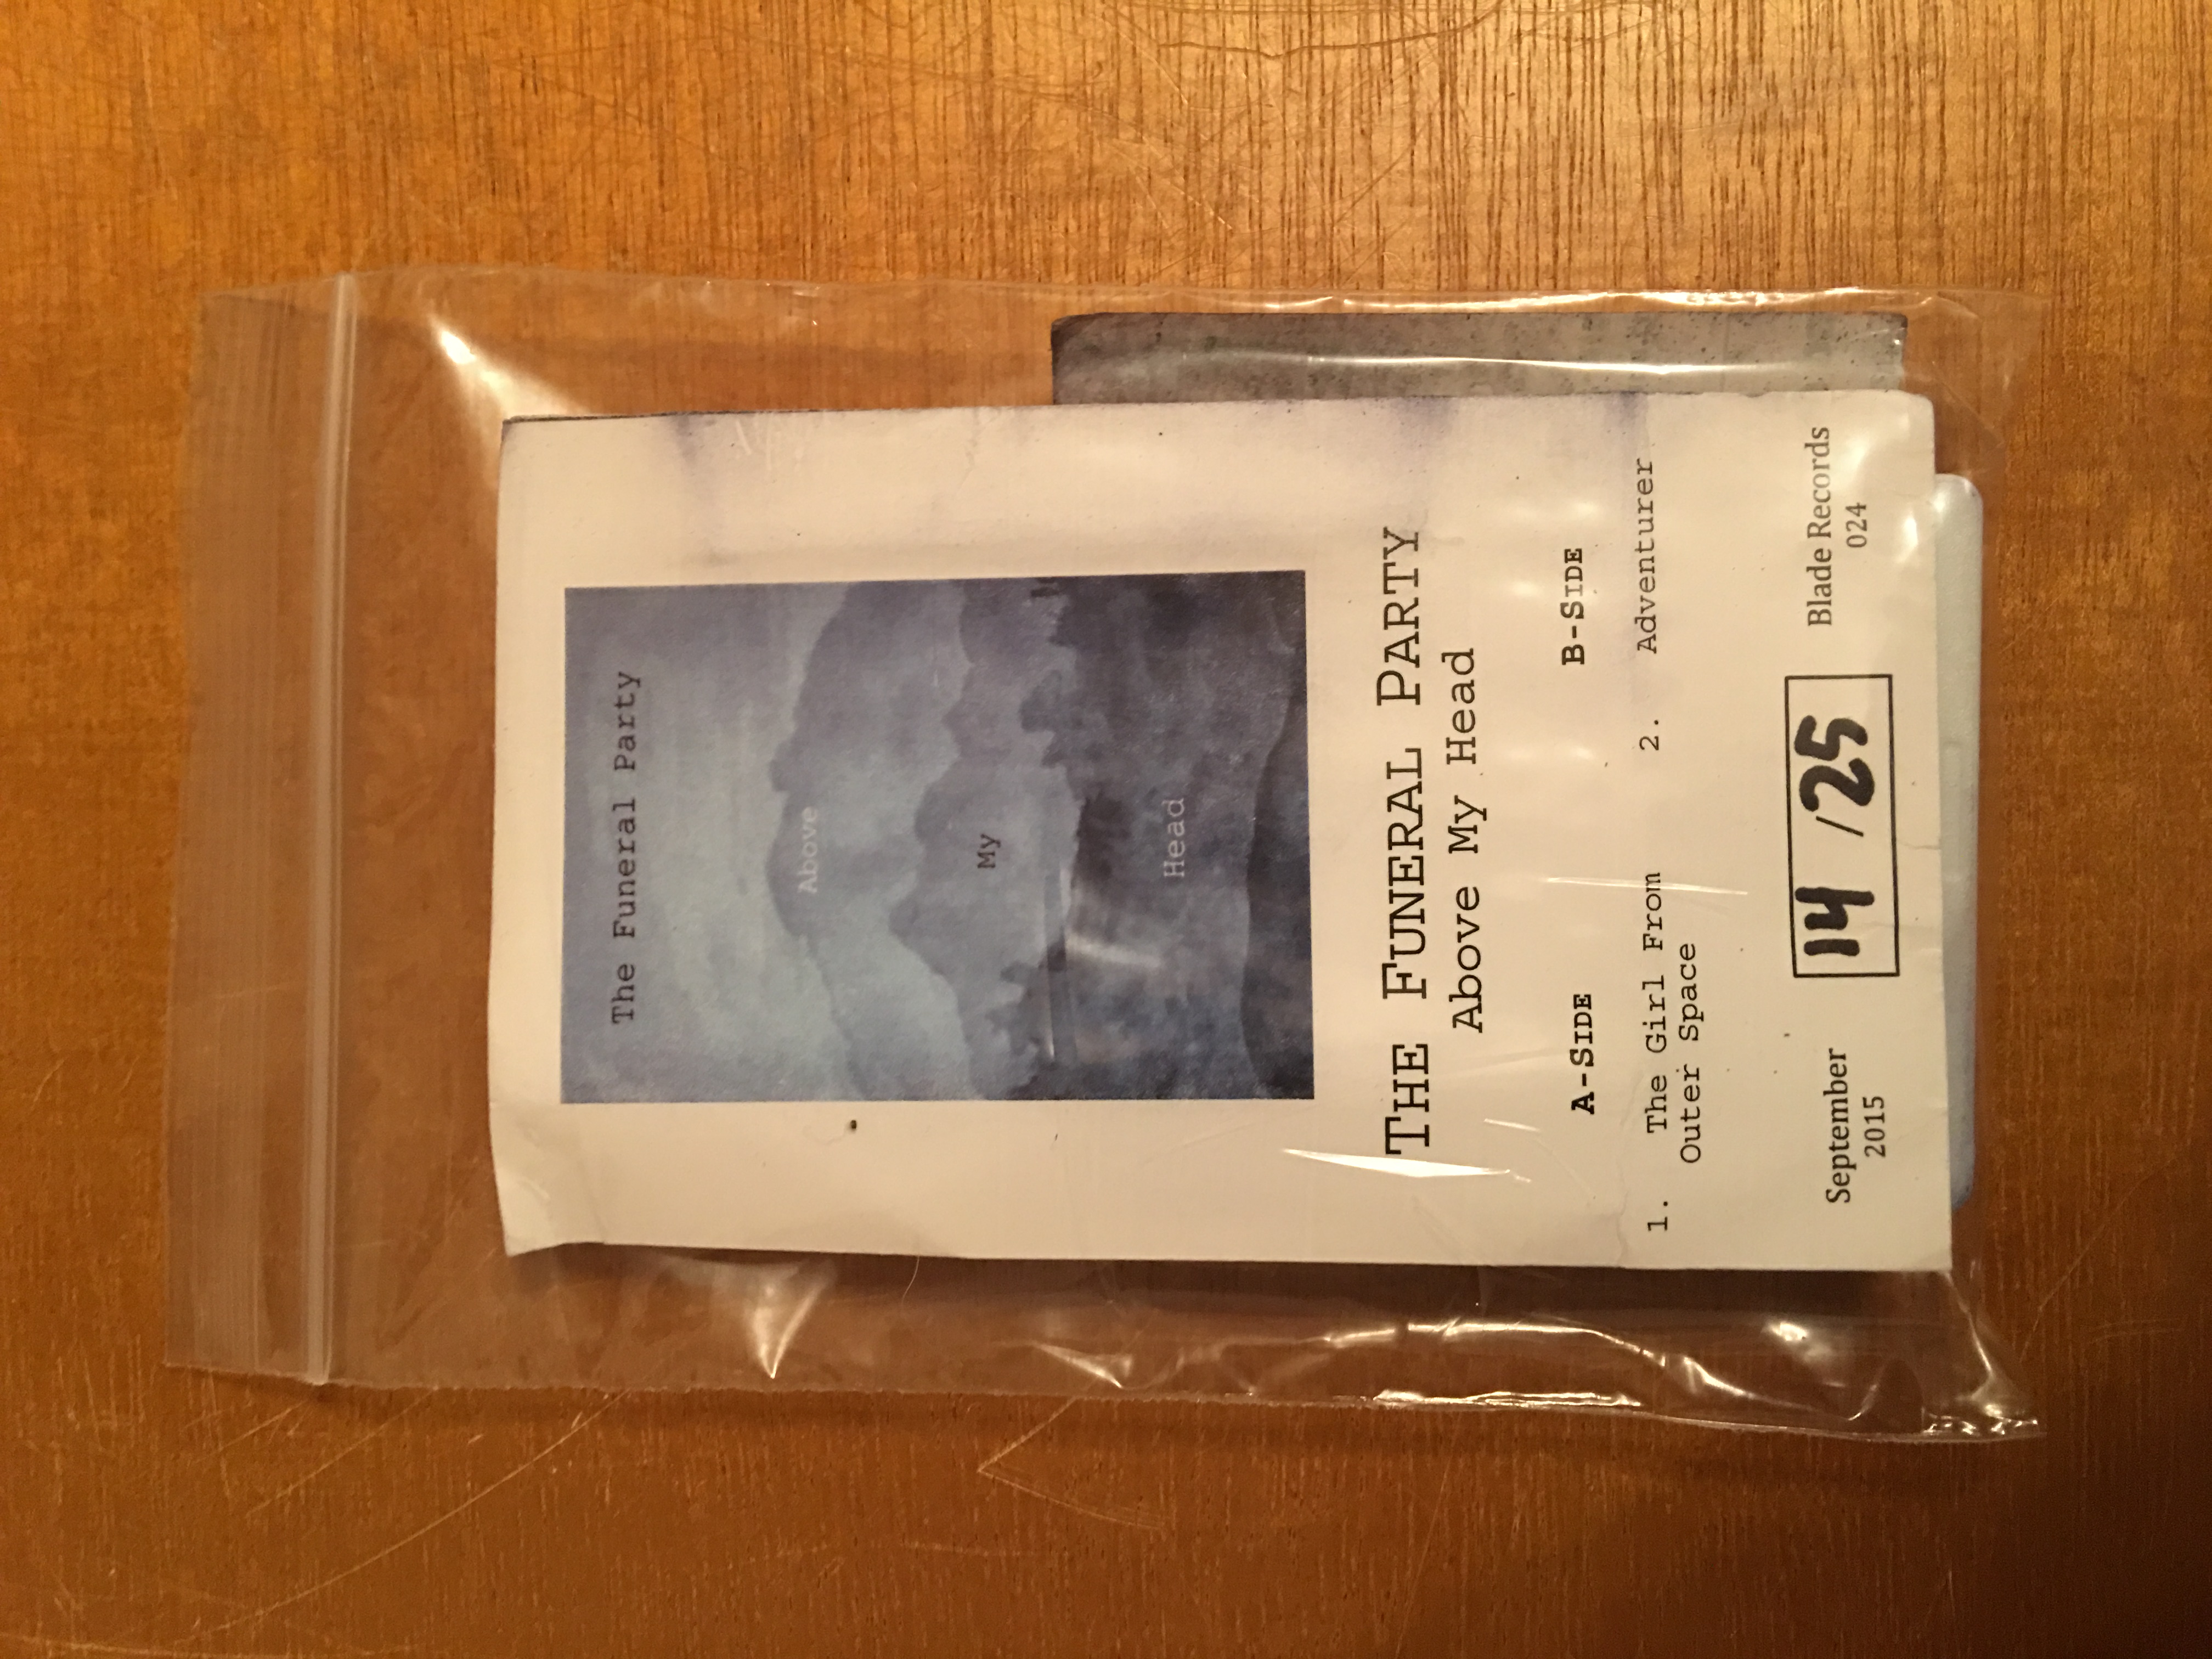 The Funeral Party
Above
My
Head
THE FUNERAL PARTY
Above My Head
A-SIDE
1. The Girl From
Outer Space
B-SIDE
2. Adventurer
September
2015
14 /25
Blade Records
024